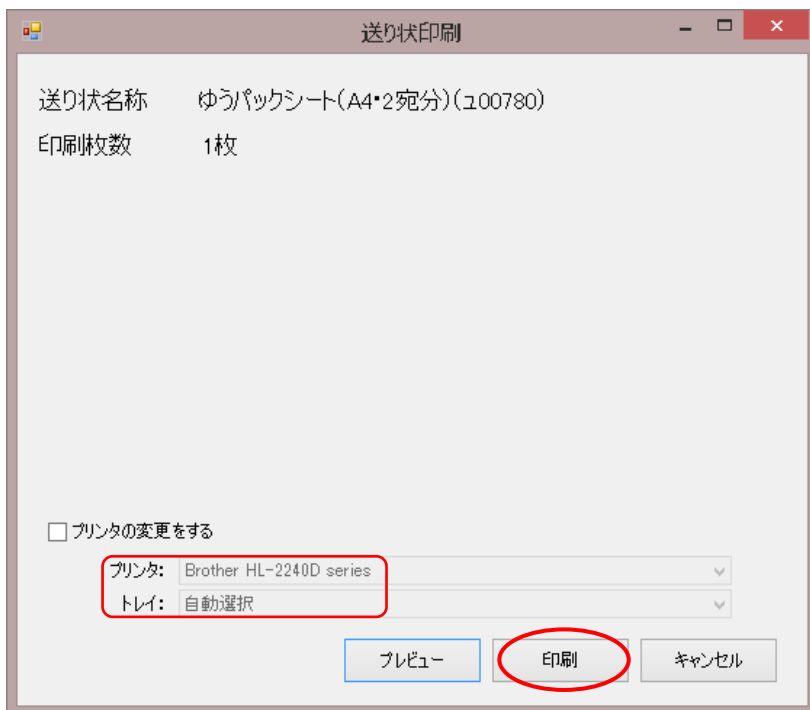 送り状印刷
送り状名称 ゆうパックシート(A4・2宛分)(ュ00780)
印刷枚数 1枚
プリンタの変更をする
プリンタ: Brother HL-2240D series
トレイ: 自動選択
プレビュー 印刷 キャンセル